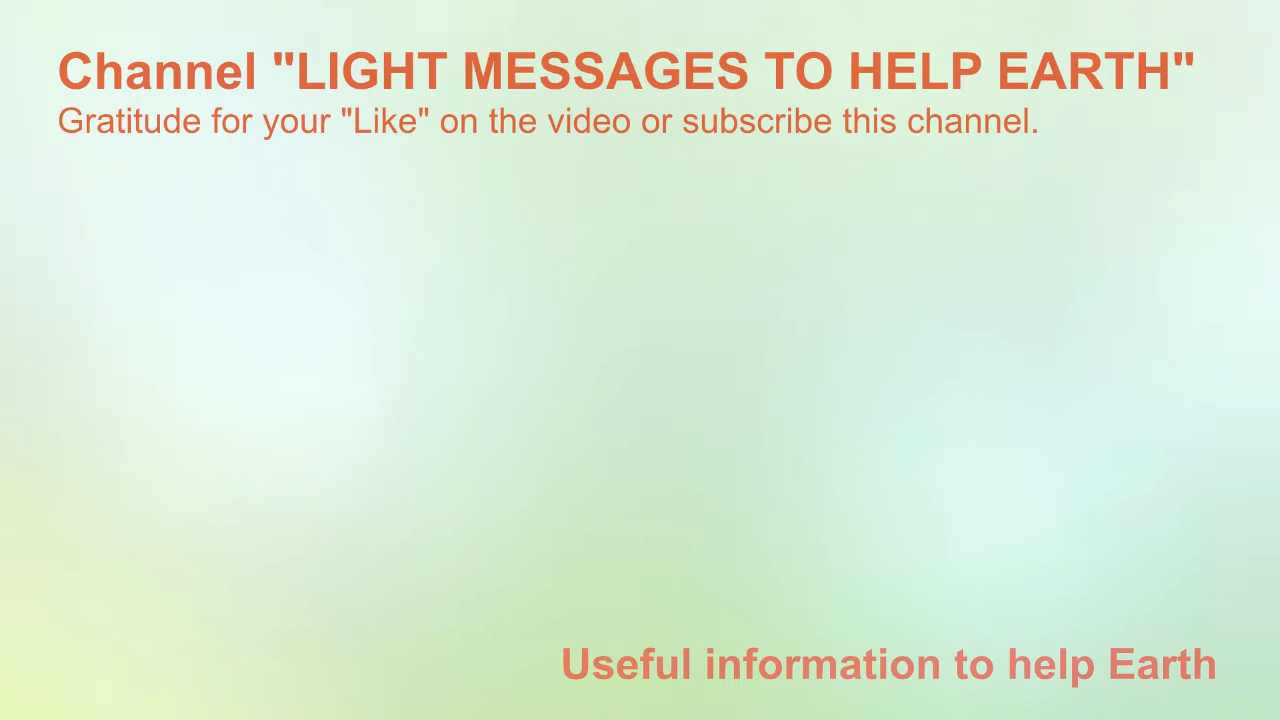 Channel "LIGHT MESSAGES TO HELP EARTH"
Gratitude for your "Like" on the video or subscribe this channel.
Useful information to help Earth